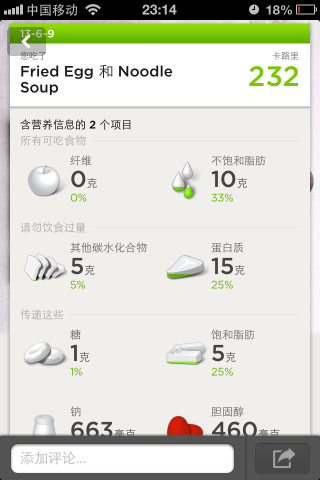 中国移动
23:14
18%
13-6-9
您吃了
卡路里
Fried Egg 和 Noodle
Soup
232
含营养信息的 2 个项目
所有可吃食物
纤维
0克
0%
不饱和脂肪
10克
33%
请勿饮食过量
其他碳水化合物
5克
5%
蛋白质
15克
25%
传递这些
糖
1克
1%
饱和脂肪
5克
25%
钠
663毫克
胆固醇
460毫克
添加评论...